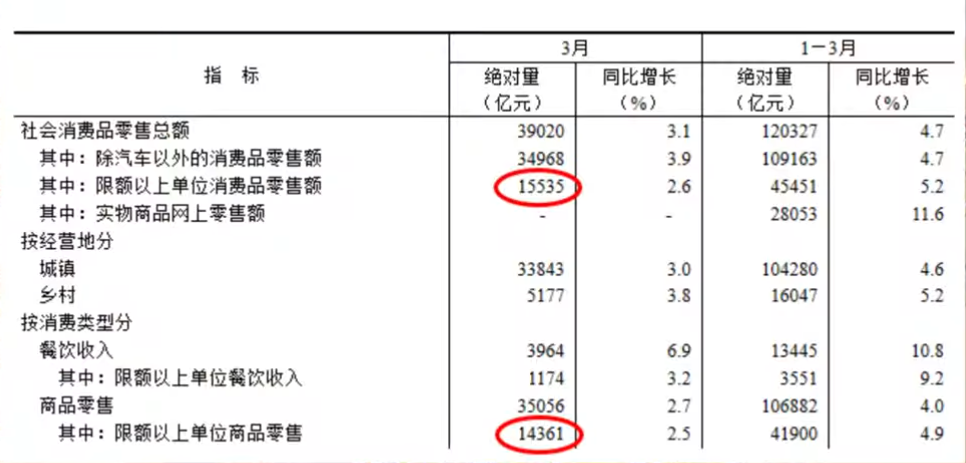 指 标 3月 1－3月
绝对量 同比增长 绝对量 同比增长
（亿元） （%） （亿元） （%）
社会消费品零售总额 39020 3.1 120327 4.7
其中：除汽车以外的消费品零售额 34968 3.9 109163 4.7
其中：限额以上单位消费品零售额 15535 2.6 45451 5.2
其中：实物商品网上零售额 - - 28053 11.6
按经营地分
城镇 33843 3.0 104280 4.6
乡村 5177 3.8 16047 5.2
按消费类型分
餐饮收入 3964 6.9 13445 10.8
其中：限额以上单位餐饮收入 1174 3.2 3551 9.2
商品零售 35056 2.7 106882 4.0
其中：限额以上单位商品零售 14361 2.5 41900 4.9